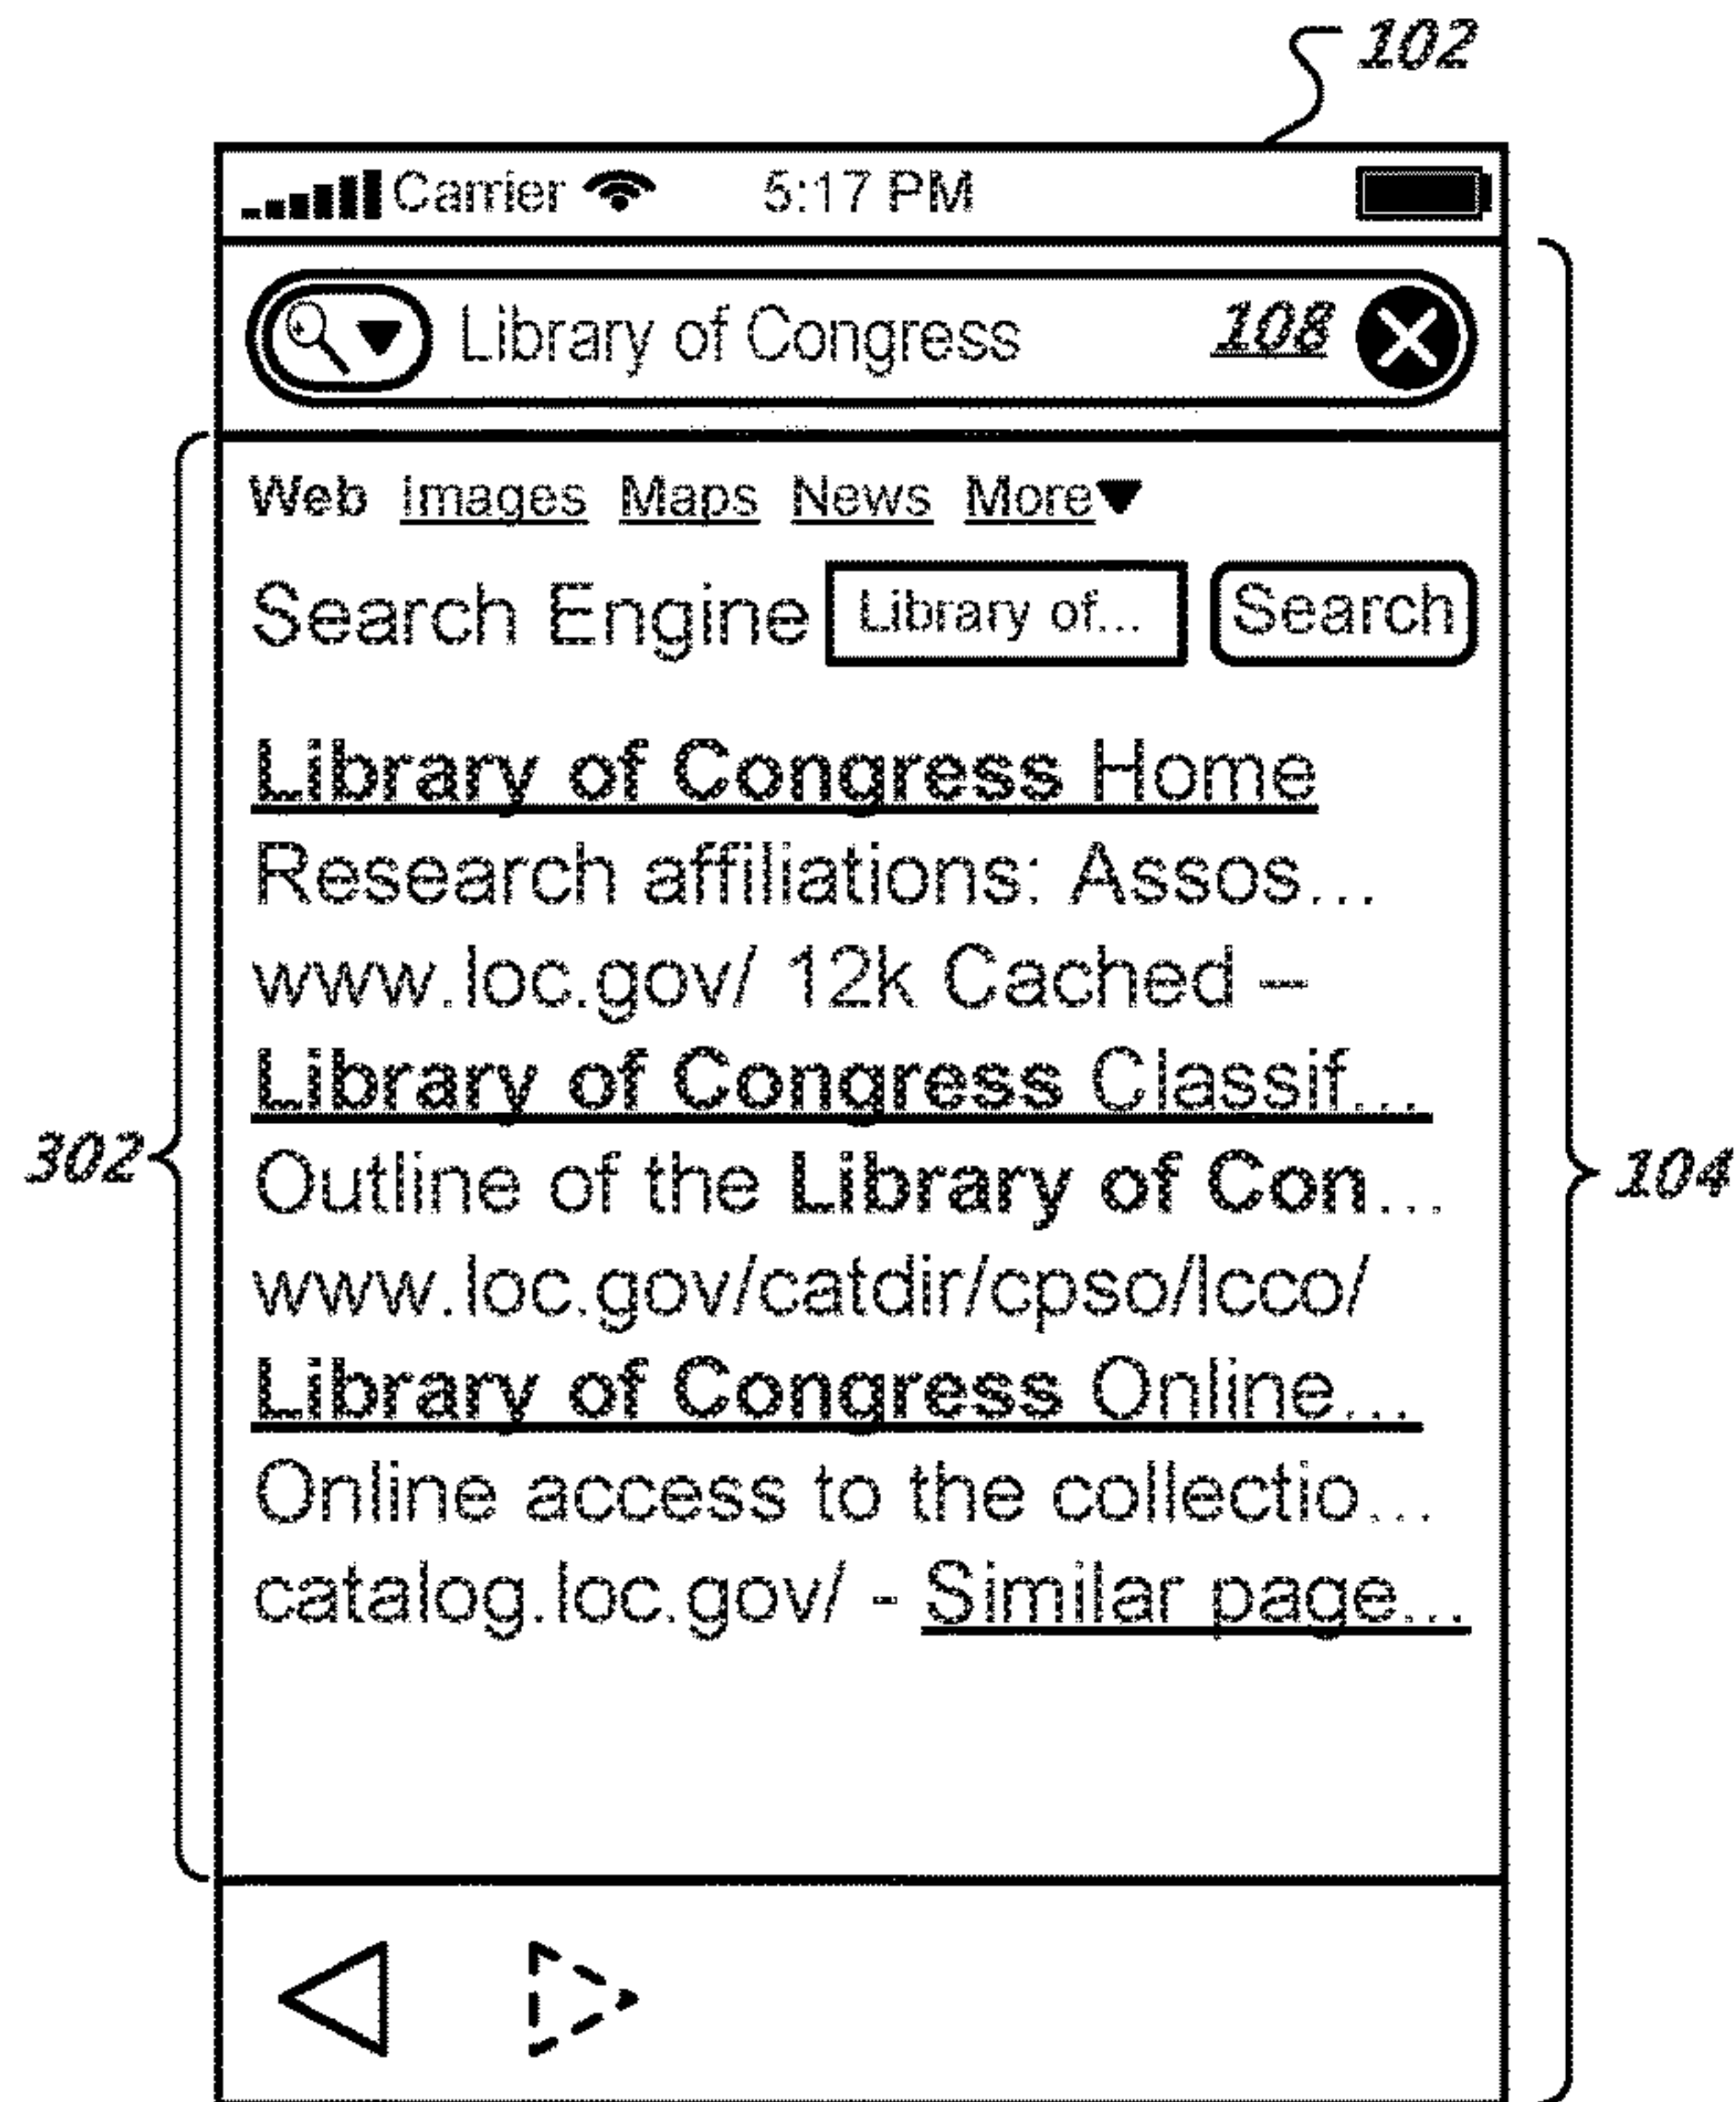 102
Carrier 5:17 PM
Library of Congress 108
Web Images Maps News More
Search Engine Library of... Search
Library of Congress Home
Research affiliations: Assos...
www.loc.gov/ 12k Cached –
Library of Congress Classif...
302
Outline of the Library of Con...
104
www.loc.gov/catdir/cpso/lcco/
Library of Congress Online...
Online access to the collectio...
catalog.loc.gov/ - Similar page...